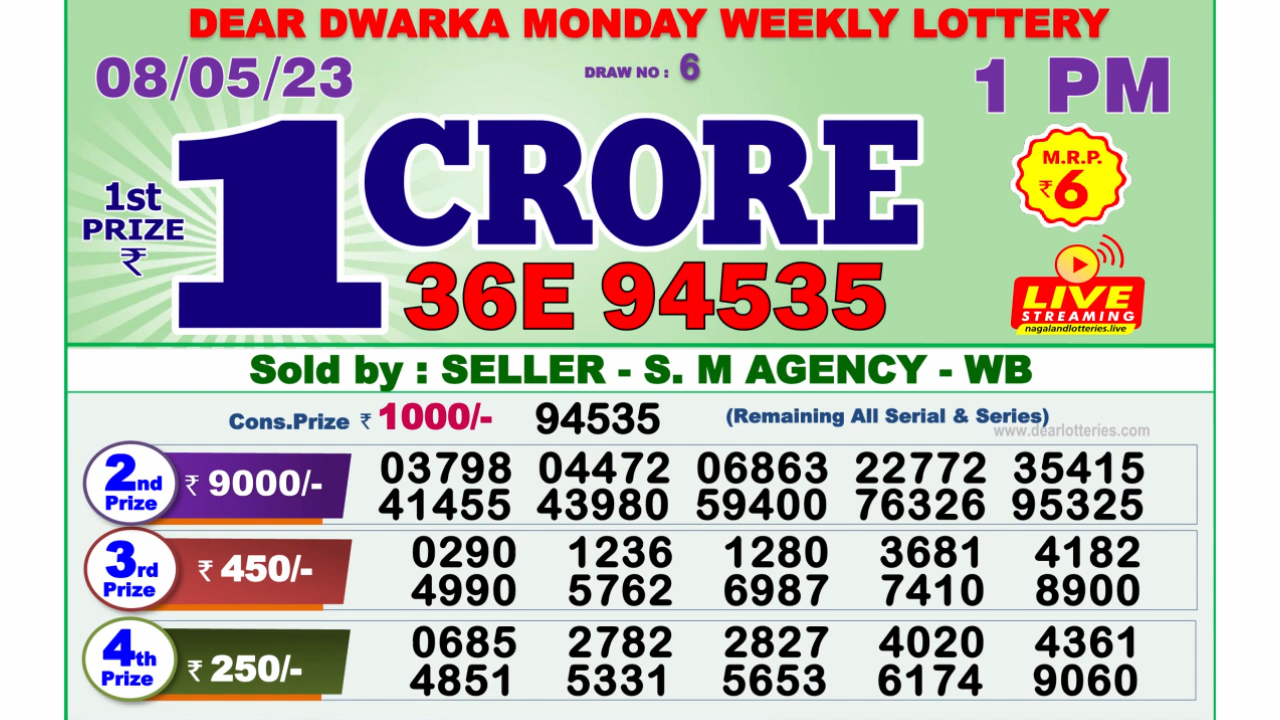 DEAR DWARKA MONDAY WEEKLY LOTTERY
08/05/23
DRAW NO : 6
1 PM
1st
PRIZE
₹
1 CRORE
36E 94535
M.R.P.
₹6
LIVE
STREAMING
nagalandlotteries.live
Sold by : SELLER - S. M AGENCY - WB
Cons.Prize ₹ 1000/- 94535 (Remaining All Serial & Series)
www.dearlotteries.com
2nd Prize ₹ 9000/-
03798 04472 06863 22772 35415
41455 43980 59400 76326 95325
3rd Prize ₹ 450/-
0290 1236 1280 3681 4182
4990 5762 6987 7410 8900
4th Prize ₹ 250/-
0685 2782 2827 4020 4361
4851 5331 5653 6174 9060